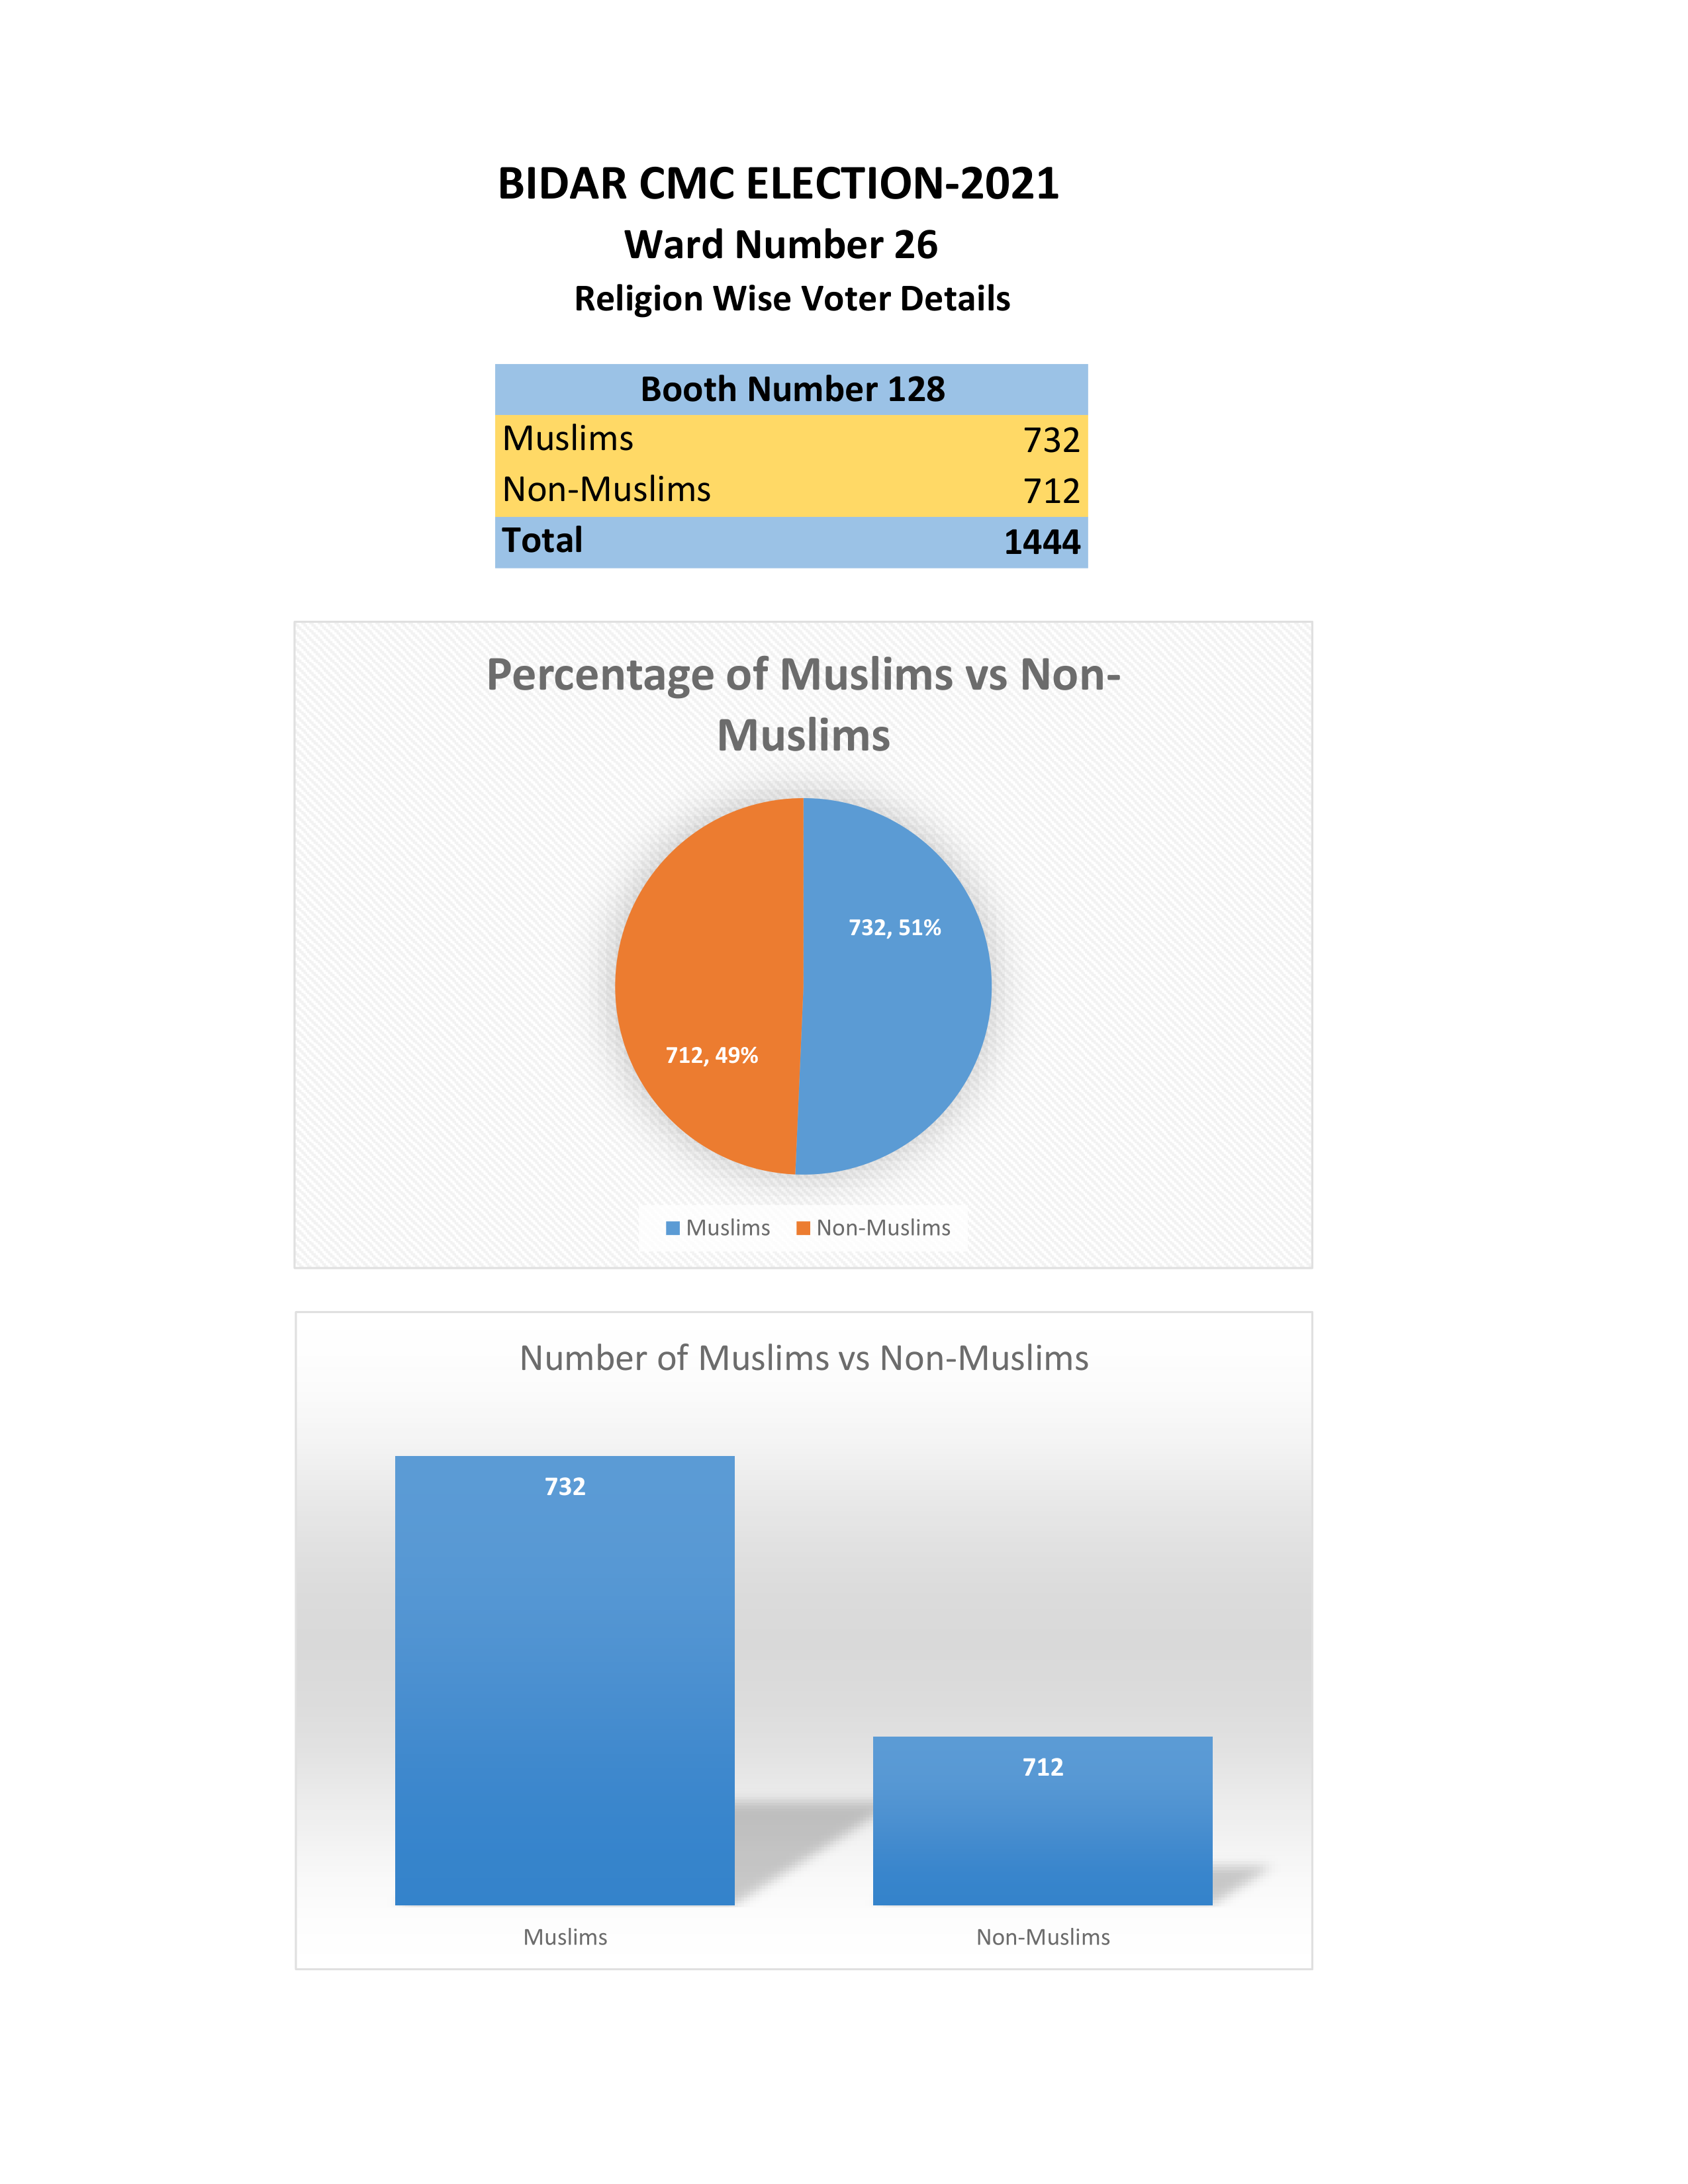 BIDAR CMC ELECTION-2021
Ward Number 26
Religion Wise Voter Details
Booth Number 128
Muslims 732
Non-Muslims 712
Total 1444
Percentage of Muslims vs Non-
Muslims
732, 51%
712, 49%
Muslims Non-Muslims
Number of Muslims vs Non-Muslims
732
712
Muslims Non-Muslims